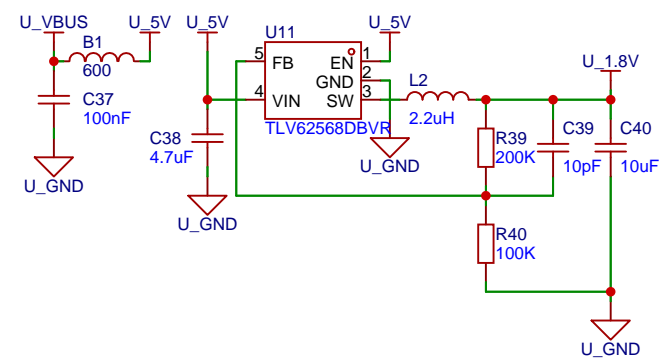 U_VBUS U_5V U_5V U11 U_5V
B1
600
5 FB EN 1
GND 2
4 VIN SW 3
TLV62568DBVR
L2
2.2uH
U_1.8V
C37
100nF
C38
4.7uF
R39
200K
C39
10pF
C40
10uF
U_GND
U_GND
U_GND
R40
100K
U_GND